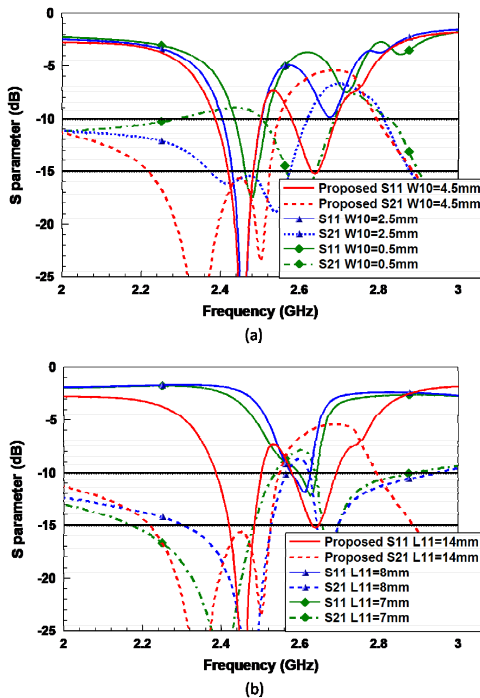 0
-5
-10
-15
-20
-25
S parameter (dB)
Proposed S11 W10=4.5mm
Proposed S21 W10=4.5mm
S11 W10=2.5mm
S21 W10=2.5mm
S11 W10=0.5mm
S21 W10=0.5mm
2 2.2 2.4 2.6 2.8 3
Frequency (GHz)
(a)
0
-5
-10
-15
-20
-25
S parameter (dB)
Proposed S11 L11=14mm
Proposed S21 L11=14mm
S11 L11=8mm
S21 L11=8mm
S11 L11=7mm
S21 L11=7mm
2 2.2 2.4 2.6 2.8 3
Frequency (GHz)
(b)